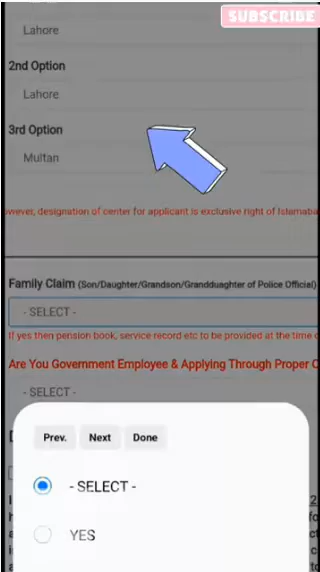 SUBSCRIBE
Lahore
2nd Option
Lahore
3rd Option
Multan
owever, designation of center for applicant is exclusive right of Islamaba
Family Claim (Son/Daughter/Grandson/Grandduaghter of Police Official)
- SELECT -
If yes then pension book, service record etc to be provided at the time
Are You Government Employee & Applying Through Proper
- SELECT -
Prev. Next Done
- SELECT -
YES